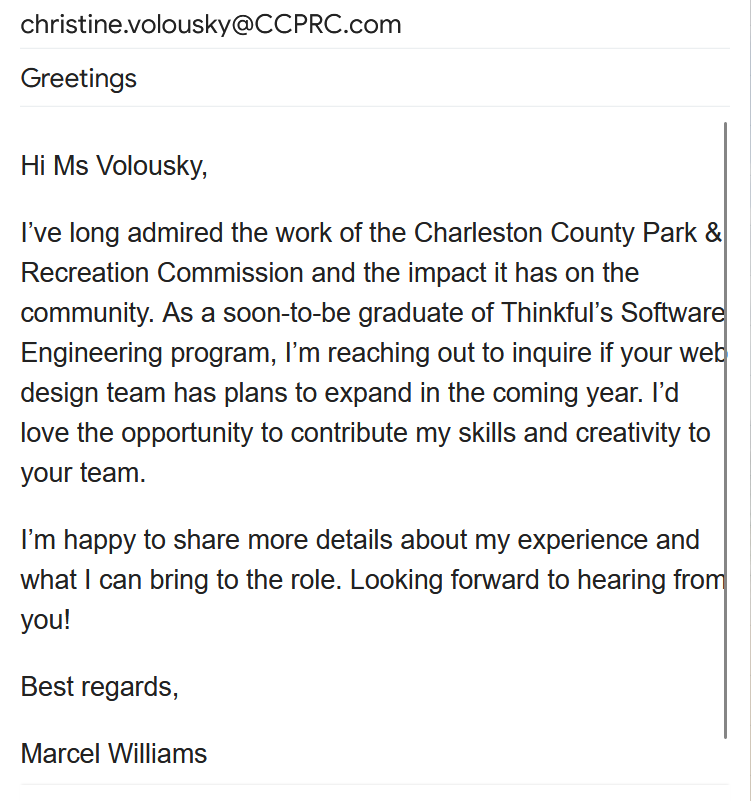 christine.volousky@CCPRC.com
Greetings
Hi Ms Volousky,
I’ve long admired the work of the Charleston County Park &
Recreation Commission and the impact it has on the
community. As a soon-to-be graduate of Thinkful’s Software
Engineering program, I’m reaching out to inquire if your web
design team has plans to expand in the coming year. I’d
love the opportunity to contribute my skills and creativity to
your team.
I’m happy to share more details about my experience and
what I can bring to the role. Looking forward to hearing from
you!
Best regards,
Marcel Williams